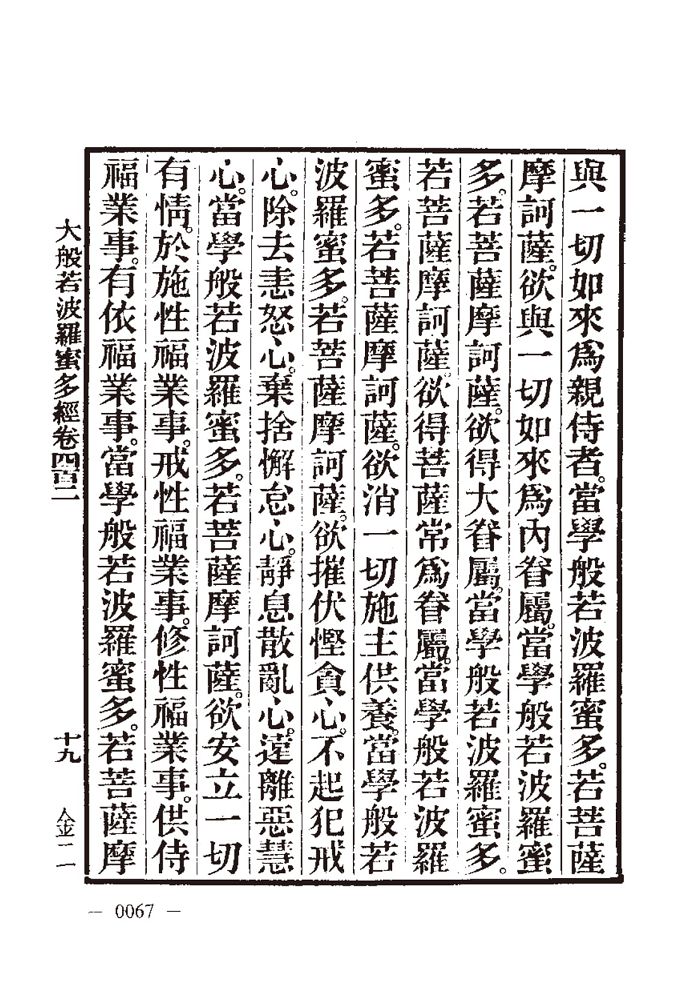 與一切如來為親侍者。當學般若波羅蜜多。若菩薩
摩訶薩。欲與一切如來為內眷屬。當學般若波羅蜜
多。若菩薩摩訶薩。欲得大眷屬。當學般若波羅蜜多。
若菩薩摩訶薩。欲得菩薩常為眷屬。當學般若波羅
蜜多。若菩薩摩訶薩。欲消一切施主供養。當學般若
波羅蜜多。若菩薩摩訶薩。欲摧伏慳貪心。不起犯戒
心。除去恚怒心。棄捨懈怠心。靜息散亂心。遠離惡慧
心。當學般若波羅蜜多。若菩薩摩訶薩。欲安立一切
有情。於施性福業事。戒性福業事。修性福業事。供侍
福業事。有依福業事。當學般若波羅蜜多。若菩薩摩
大般若波羅蜜多經卷四百二 十九 金二
— 0067 —